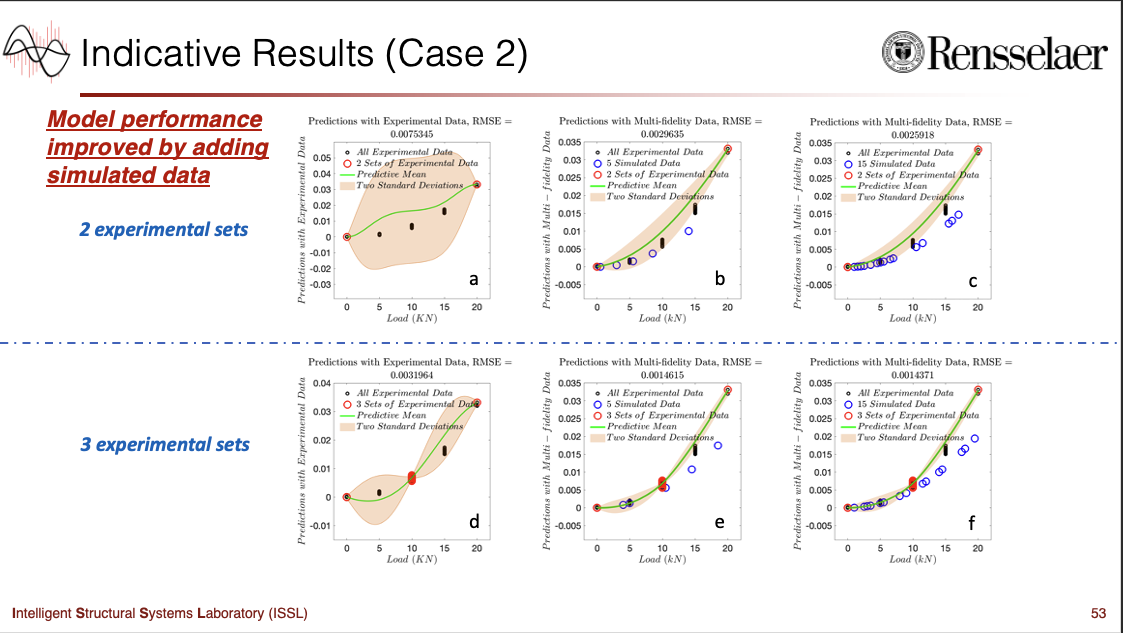 Indicative Results (Case 2)
Rensselaer
Model performance
improved by adding
simulated data
2 experimental sets
Predictions with Experimental Data, RMSE =
0.0075345
Predictions with Experimental Data
0.05
0.04
0.03
0.02
0.01
0
-0.01
-0.02
-0.03
All Experimental Data
2 Sets of Experimental Data
Predictive Mean
Two Standard Deviations
a
0 5 10 15 20
Load (KN)
Predictions with Multi-fidelity Data, RMSE =
0.0029635
Predictions with Multi − fidelity Data
0.035
0.03
0.025
0.02
0.015
0.01
0.005
0
-0.005
All Experimental Data
5 Simulated Data
2 Sets of Experimental Data
Predictive Mean
Two Standard Deviations
b
0 5 10 15 20
Load (kN)
Predictions with Multi-fidelity Data, RMSE =
0.0025918
Predictions with Multi − fidelity Data
0.035
0.03
0.025
0.02
0.015
0.01
0.005
0
-0.005
All Experimental Data
15 Simulated Data
2 Sets of Experimental Data
Predictive Mean
Two Standard Deviations
c
0 5 10 15 20
Load (kN)
3 experimental sets
Predictions with Experimental Data, RMSE =
0.0031964
Predictions with Experimental Data
0.04
0.03
0.02
0.01
0
-0.01
All Experimental Data
3 Sets of Experimental Data
Predictive Mean
Two Standard Deviations
d
0 5 10 15 20
Load (KN)
Predictions with Multi-fidelity Data, RMSE =
0.0014615
Predictions with Multi − fidelity Data
0.035
0.03
0.025
0.02
0.015
0.01
0.005
0
-0.005
All Experimental Data
5 Simulated Data
3 Sets of Experimental Data
Predictive Mean
Two Standard Deviations
e
0 5 10 15 20
Load (kN)
Predictions with Multi-fidelity Data, RMSE =
0.0014371
Predictions with Multi − fidelity Data
0.035
0.03
0.025
0.02
0.015
0.01
0.005
0
-0.005
All Experimental Data
15 Simulated Data
3 Sets of Experimental Data
Predictive Mean
Two Standard Deviations
f
0 5 10 15 20
Load (kN)
Intelligent Structural Systems Laboratory (ISSL)
53